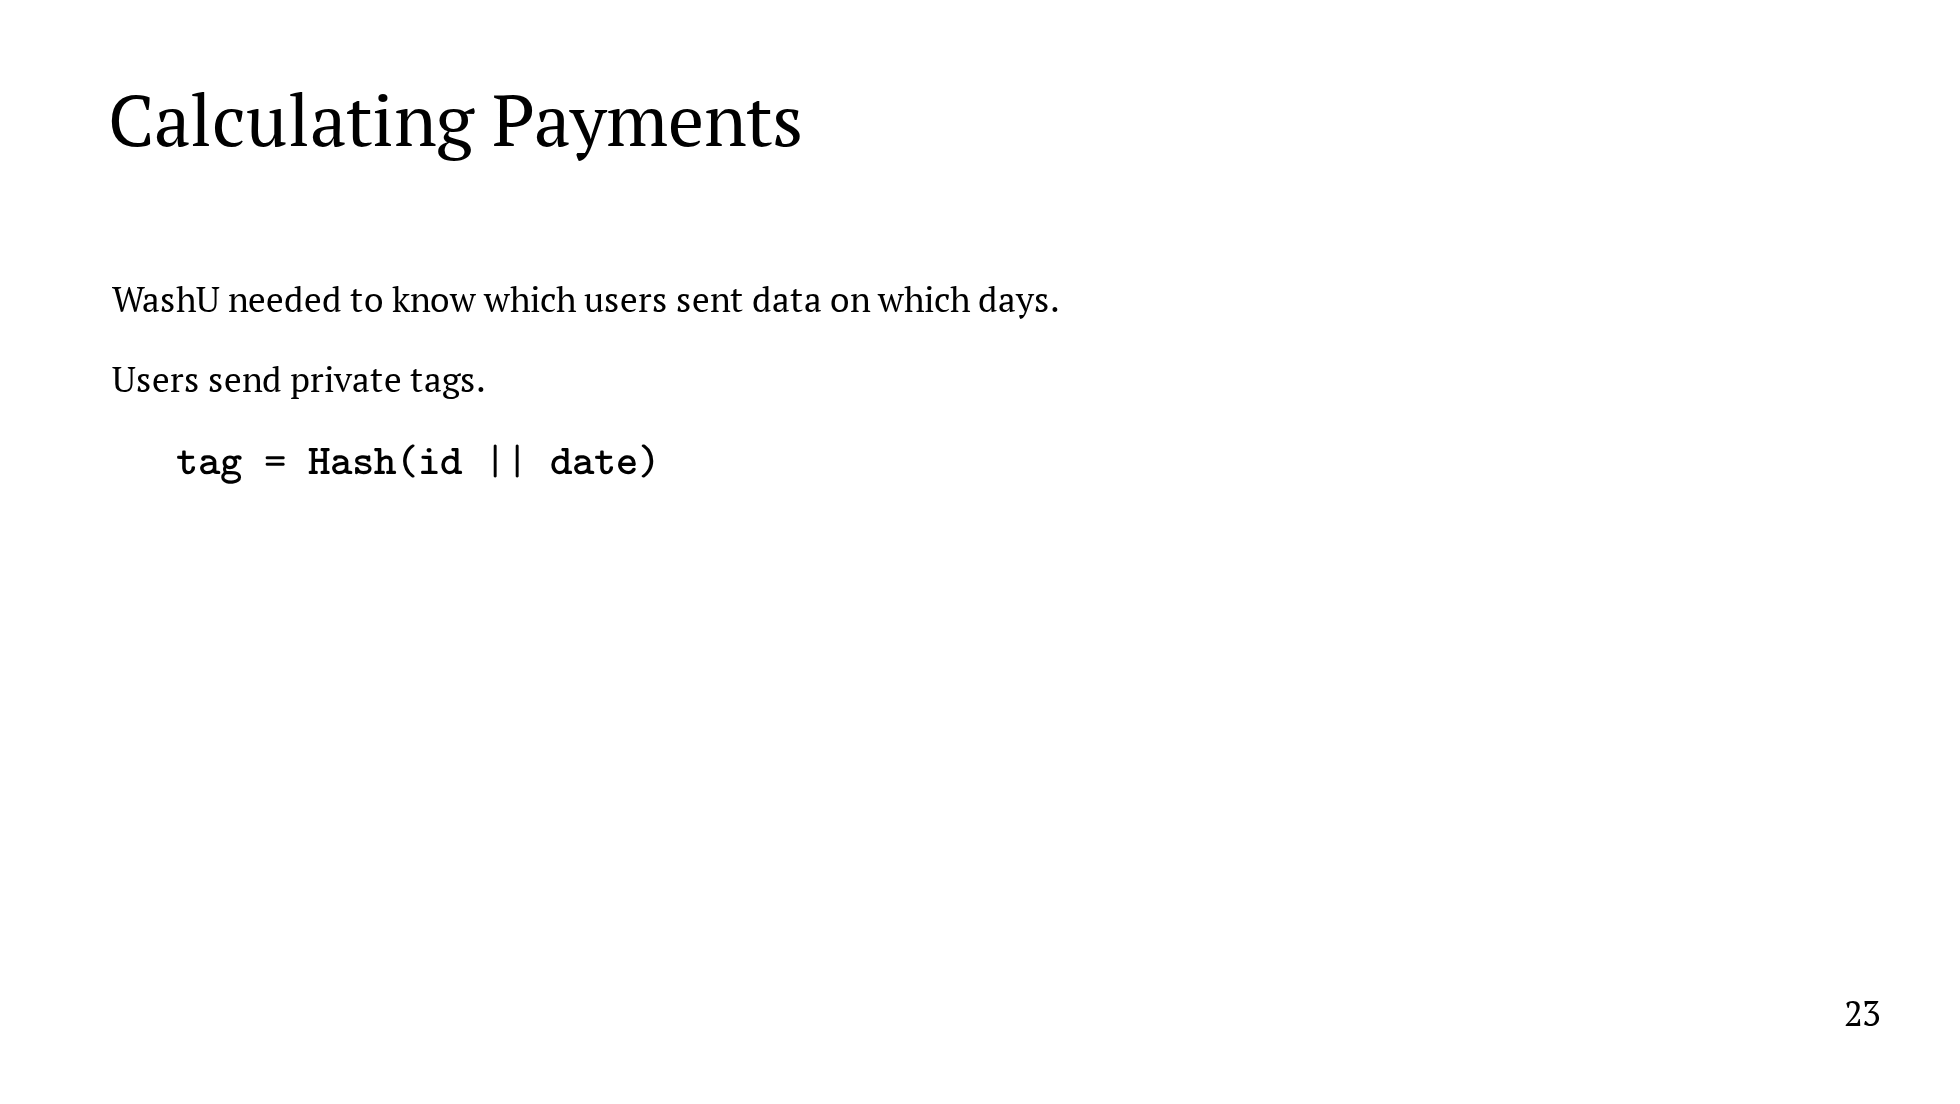 Calculating Payments
WashU needed to know which users sent data on which days.
Users send private tags.
tag = Hash(id || date)
23